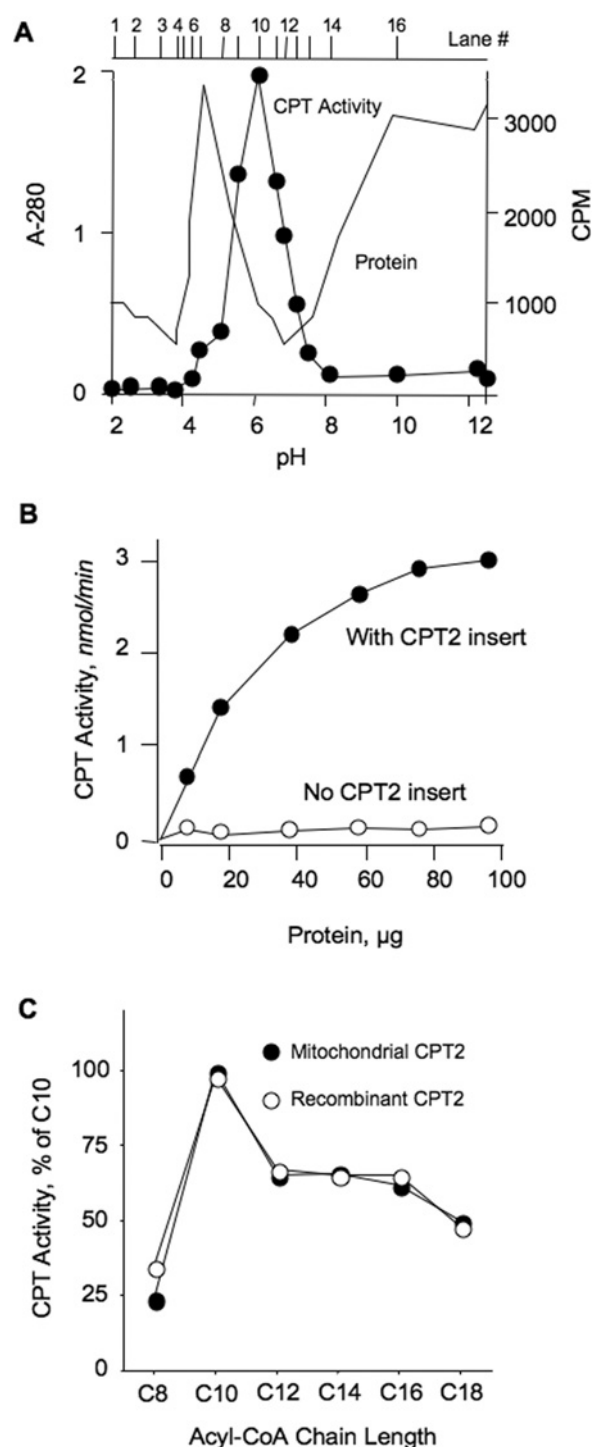 A
1 2 3 4 6 8 10 12 14 16 Lane #
2
CPT Activity
3000
A-280
2000
CPM
1
Protein
1000
0
2 4 6 8 10 12
pH
B
3
CPT Activity, nmol/min
With CPT2 insert
2
1
No CPT2 insert
0
0 20 40 60 80 100
Protein, µg
C
Mitochondrial CPT2
100
Recombinant CPT2
CPT Activity, % of C10
75
50
25
0
C8 C10 C12 C14 C16 C18
Acyl-CoA Chain Length